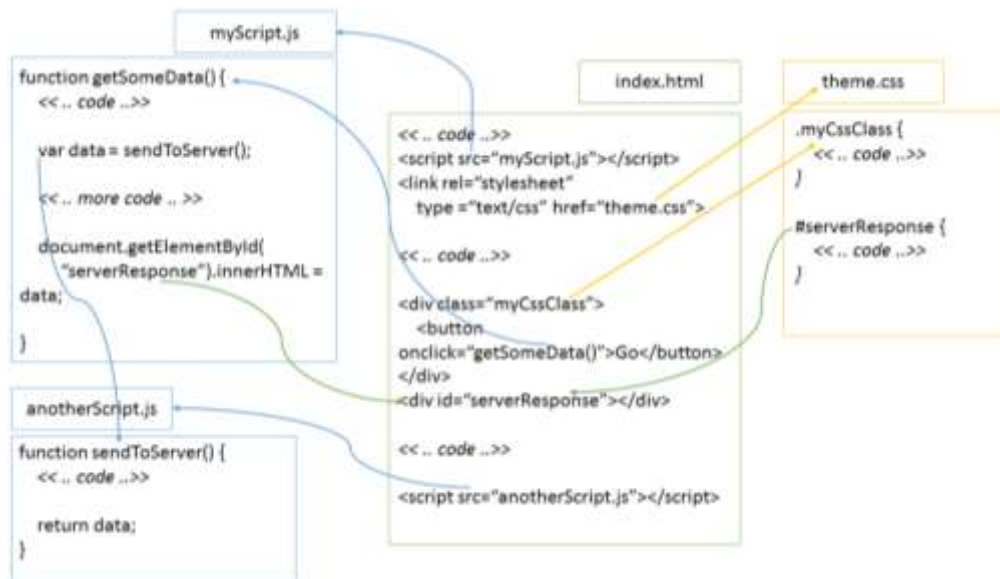 myScript.js
function getSomeData() {
<< .. code ..>>
var data = sendToServer();
<< .. more code .. >>
document.getElementById(
"serverResponse").innerHTML =
data;
}
anotherScript.js
function sendToServer() {
<< .. code ..>>
return data;
}
index.html
<< .. code ..>>
<script src="myScript.js"></script>
<link rel="stylesheet"
type ="text/css" href="theme.css">
<< .. code ..>>
<div class="myCssClass">
<button
onclick="getSomeData()">Go</button>
</div>
<div id="serverResponse"></div>
<< .. code ..>>
<script src="anotherScript.js"></script>
theme.css
.myCssClass {
<< .. code ..>>
}
#serverResponse {
<< .. code ..>>
}